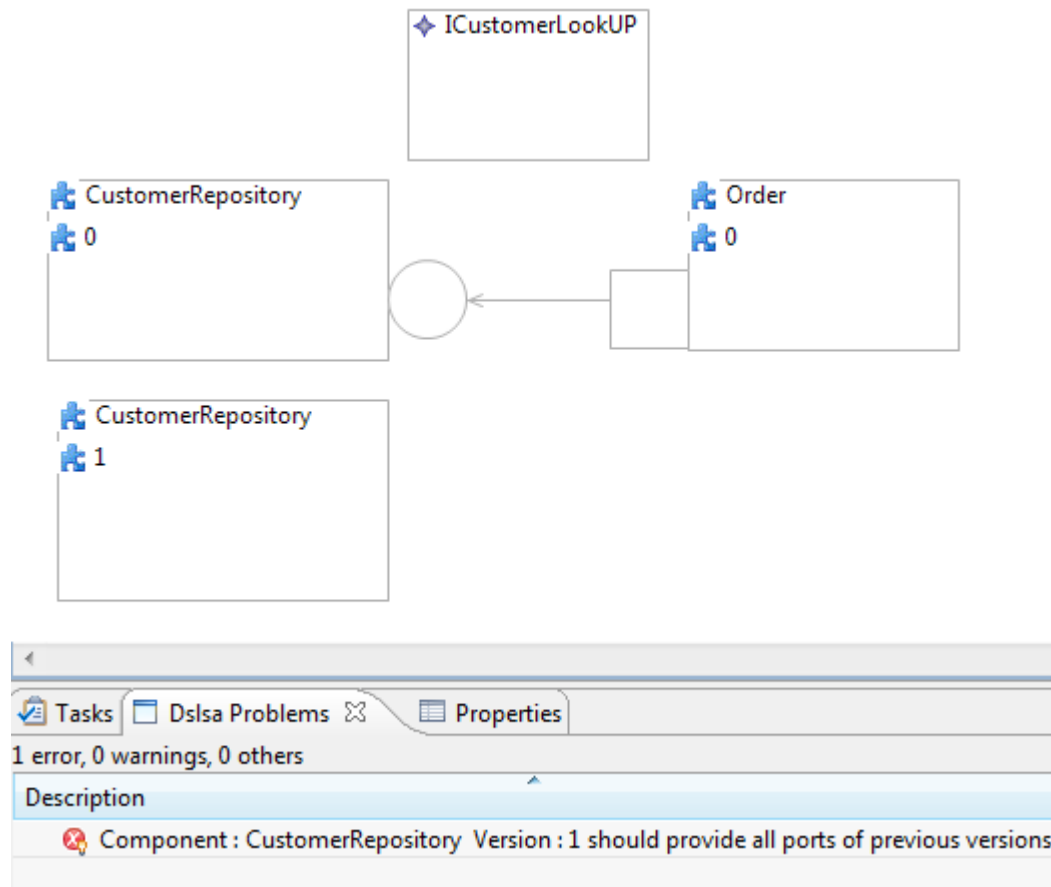 ICustomerLookUP
CustomerRepository
0
Order
0
CustomerRepository
1
Tasks Dslsa Problems Properties
1 error, 0 warnings, 0 others
Description
Component : CustomerRepository Version : 1 should provide all ports of previous versions